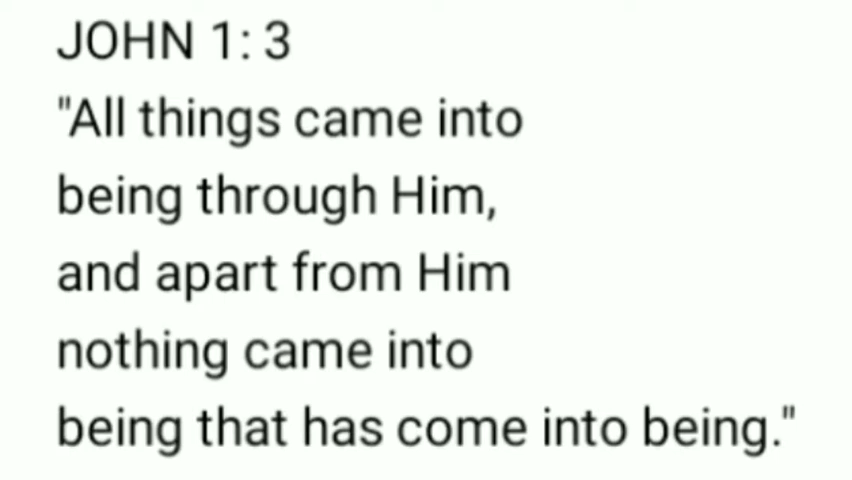 JOHN 1: 3
"All things came into
being through Him,
and apart from Him
nothing came into
being that has come into being."